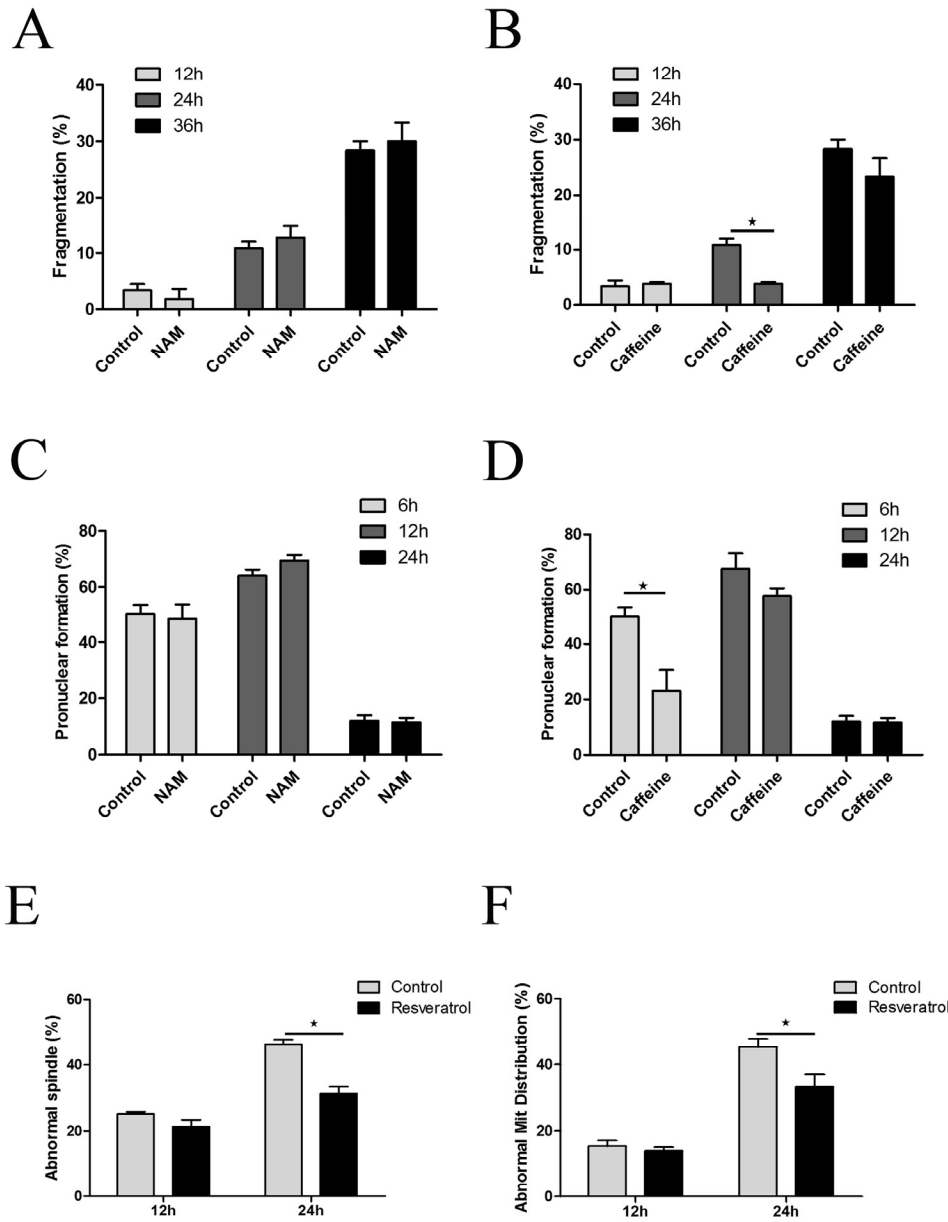 A
12h
24h
36h
Fragmentation (%)
40
30
20
10
0
Control
NAM
Control
NAM
Control
NAM
B
12h
24h
36h
Fragmentation (%)
40
30
20
10
0
Control
Caffeine
Control
Caffeine
Control
Caffeine
C
6h
12h
24h
Pronuclear formation (%)
80
60
40
20
0
Control
NAM
Control
NAM
Control
NAM
D
6h
12h
24h
Pronuclear formation (%)
80
60
40
20
0
Control
Caffeine
Control
Caffeine
Control
Caffeine
E
Control
Resveratrol
Abnormal spindle (%)
60
40
20
0
12h
24h
F
Control
Resveratrol
Abnormal Mit Distribution (%)
60
40
20
0
12h
24h